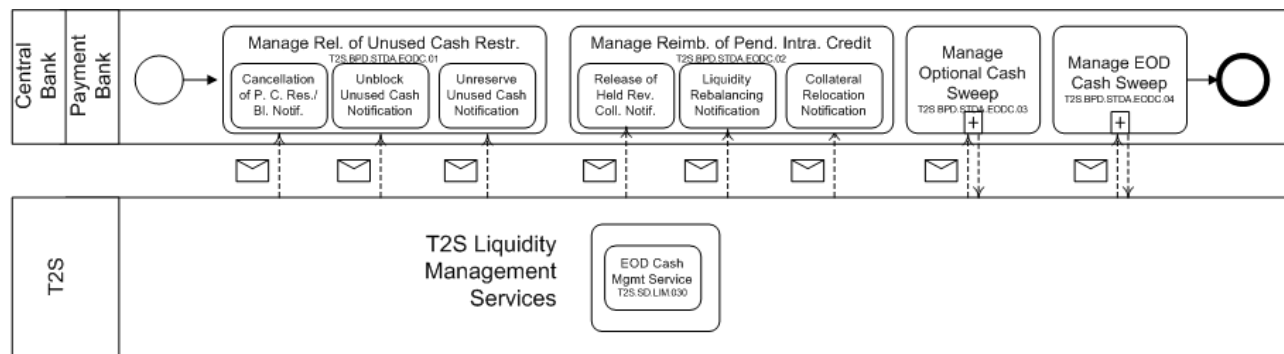 Central
Bank
Payment
Bank
Manage Rel. of Unused Cash Restr.
T2S.BPD.STDA.EODC.01
Cancellation
of P. C. Res./
Bl. Notif.
Unblock
Unused Cash
Notification
Unreserve
Unused Cash
Notification
Manage Reimb. of Pend. Intra. Credit
T2S.BPD.STDA.EODC.02
Release of
Held Rev.
Coll. Notif.
Liquidity
Rebalancing
Notification
Collateral
Relocation
Notification
Manage
Optional Cash
Sweep
T2S.BPD.STDA.EODC.03
Manage EOD
Cash Sweep
T2S.BPD.STDA.EODC.04
T2S
T2S Liquidity
Management
Services
EOD Cash
Mgmt Service
T2S.SD.LIM.030